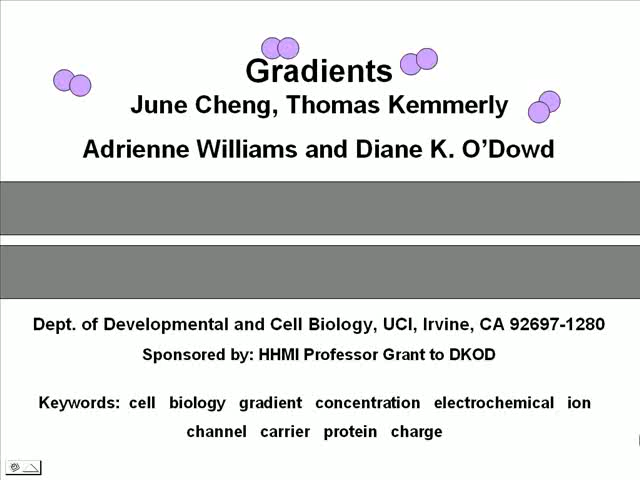 Gradients
June Cheng, Thomas Kemmerly
Adrienne Williams and Diane K. O’Dowd
Dept. of Developmental and Cell Biology, UCI, Irvine, CA 92697-1280
Sponsored by: HHMI Professor Grant to DKOD
Keywords: cell biology gradient concentration electrochemical ion
channel carrier protein charge